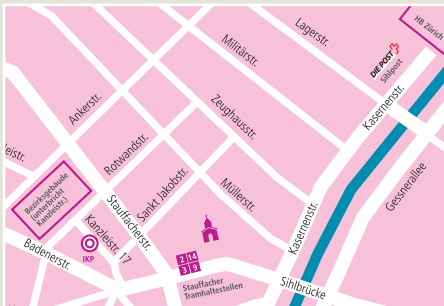 HB Zürich
Lagerstr.
Militärstr.
DIE POST
Sihlpost
Kasernenstr.
Zeughausstr.
Ankerstr.
Rotwandstr.
Gessnerallee
Bezirksgebäude
(unterbricht
Kanzleistr.)
Sankt Jakobstr.
Müllerstr.
Stauffacherstr.
Kanzleistr. 17
JKP
Kasernenstr.
Badenerstr.
2 14
3 9
Stauffacher
Tramhaltestellen
Sihlbrücke